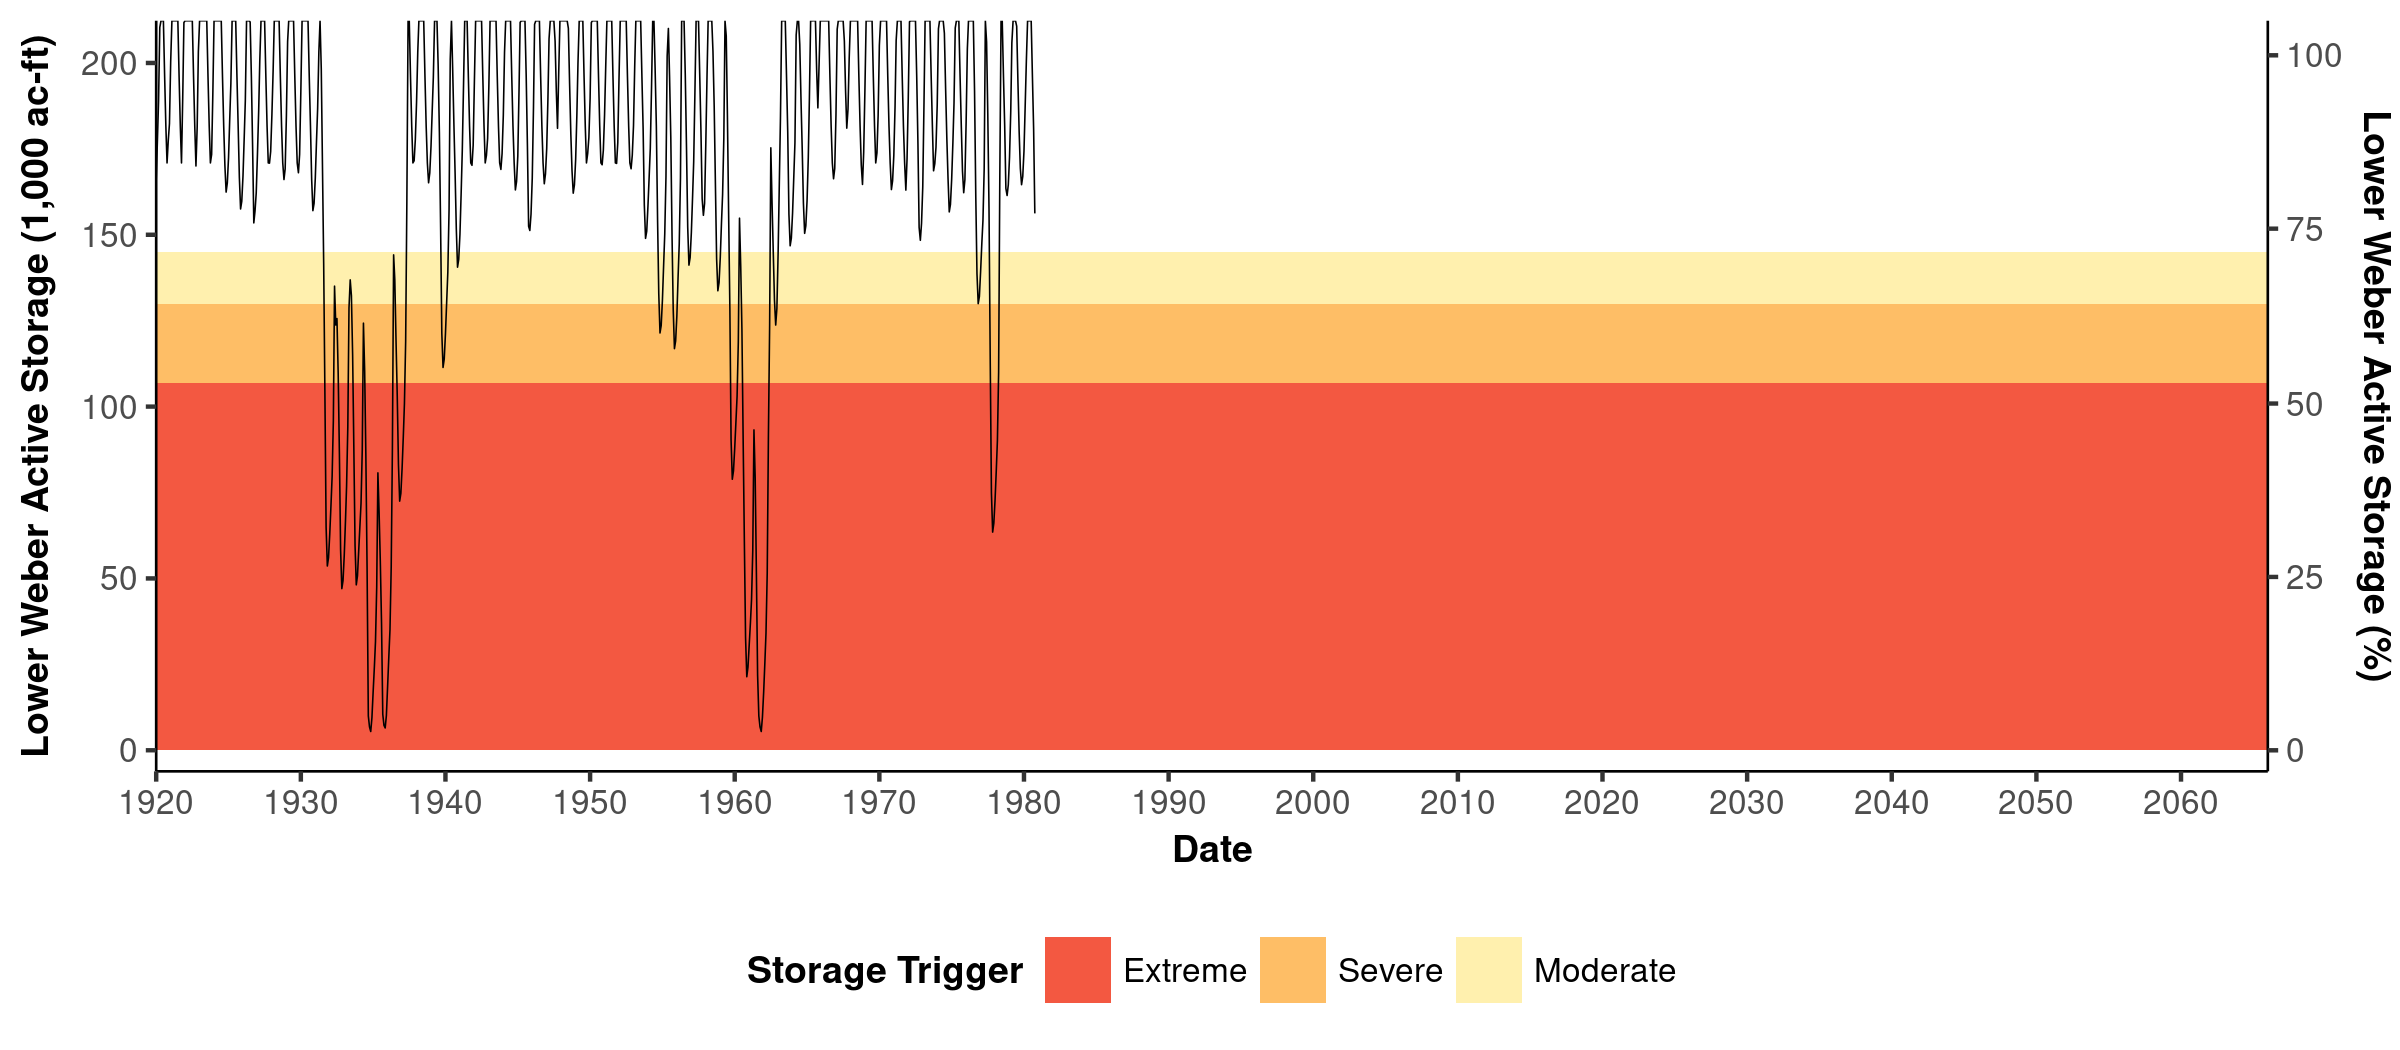 Lower Weber Active Storage (1,000 ac-ft)
200
150
100
50
0
100
75
50
25
0
Lower Weber Active Storage (%)
1920 1930 1940 1950 1960 1970 1980 1990 2000 2010 2020 2030 2040 2050 2060
Date
Storage Trigger Extreme Severe Moderate